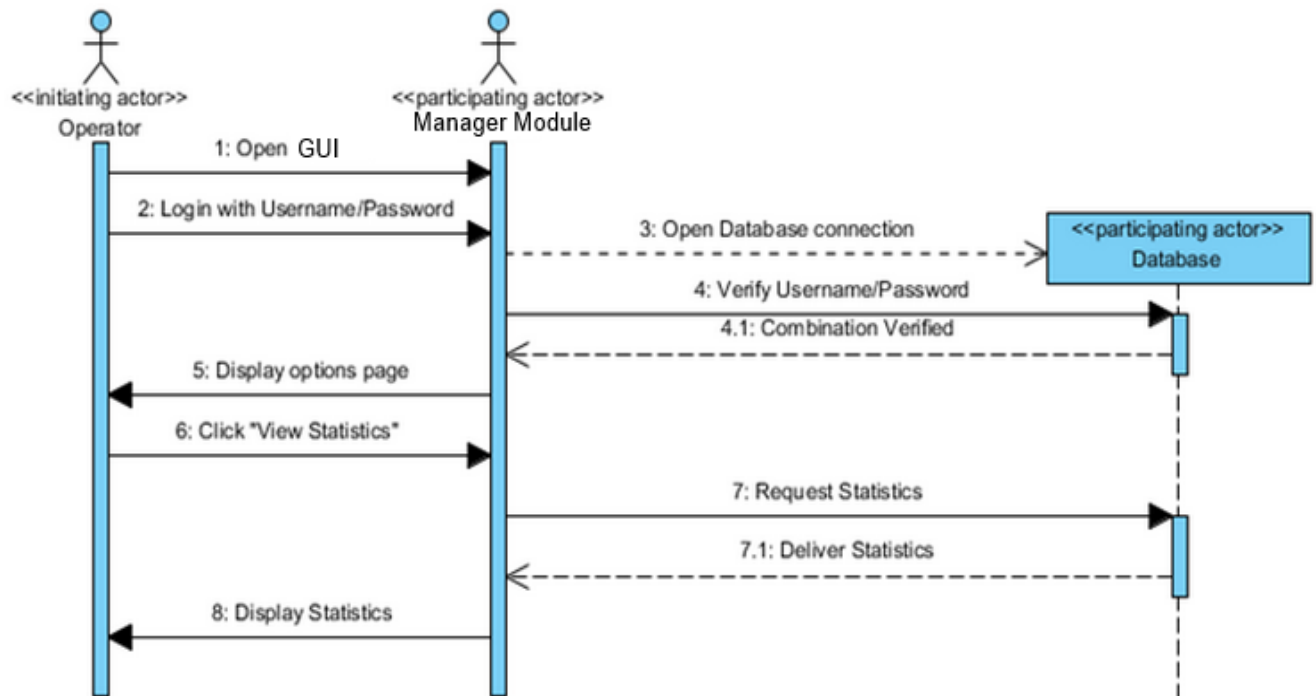 <<initiating actor>>
Operator
<<participating actor>>
Manager Module
1: Open GUI
2: Login with Username/Password
3: Open Database connection
<<participating actor>>
Database
4: Verify Username/Password
4.1: Combination Verified
5: Display options page
6: Click "View Statistics"
7: Request Statistics
7.1: Deliver Statistics
8: Display Statistics